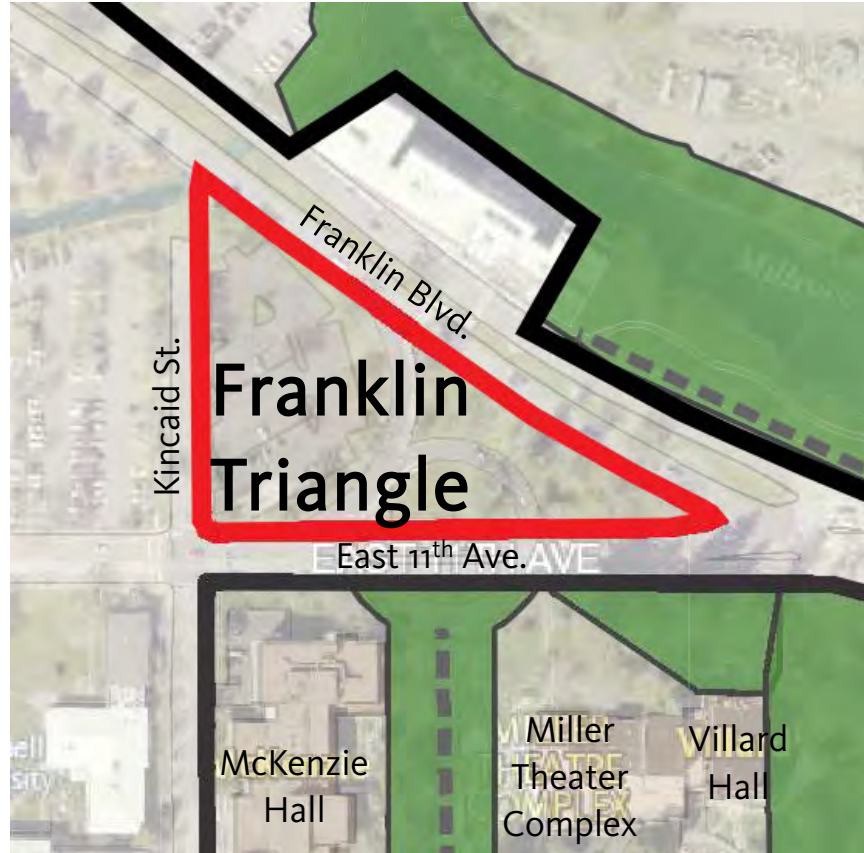 Franklin Blvd.
Kincaid St.
Franklin
Triangle
East 11th Ave.
McKenzie
Hall
Miller
Theater
Complex
Villard
Hall